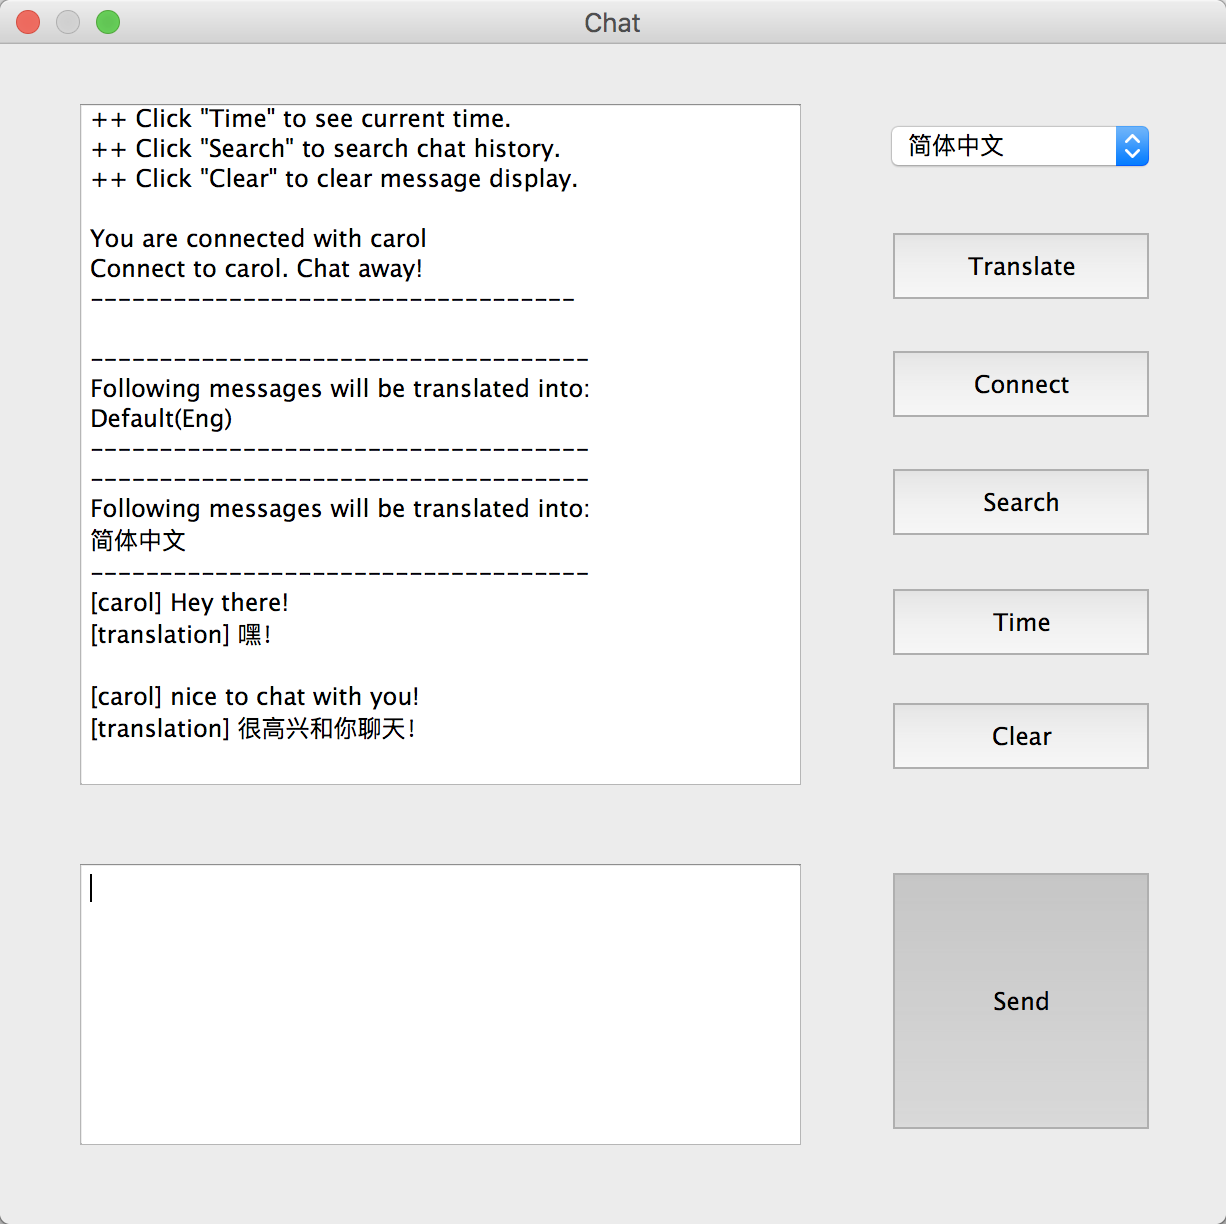 Chat
++ Click "Time" to see current time.
++ Click "Search" to search chat history.
++ Click "Clear" to clear message display.
You are connected with carol
Connect to carol. Chat away!
-----------------------------------
------------------------------------
Following messages will be translated into:
Default(Eng)
------------------------------------
------------------------------------
Following messages will be translated into:
简体中文
------------------------------------
[carol] Hey there!
[translation] 嘿!
[carol] nice to chat with you!
[translation] 很高兴和你聊天!
简体中文
Translate
Connect
Search
Time
Clear
Send